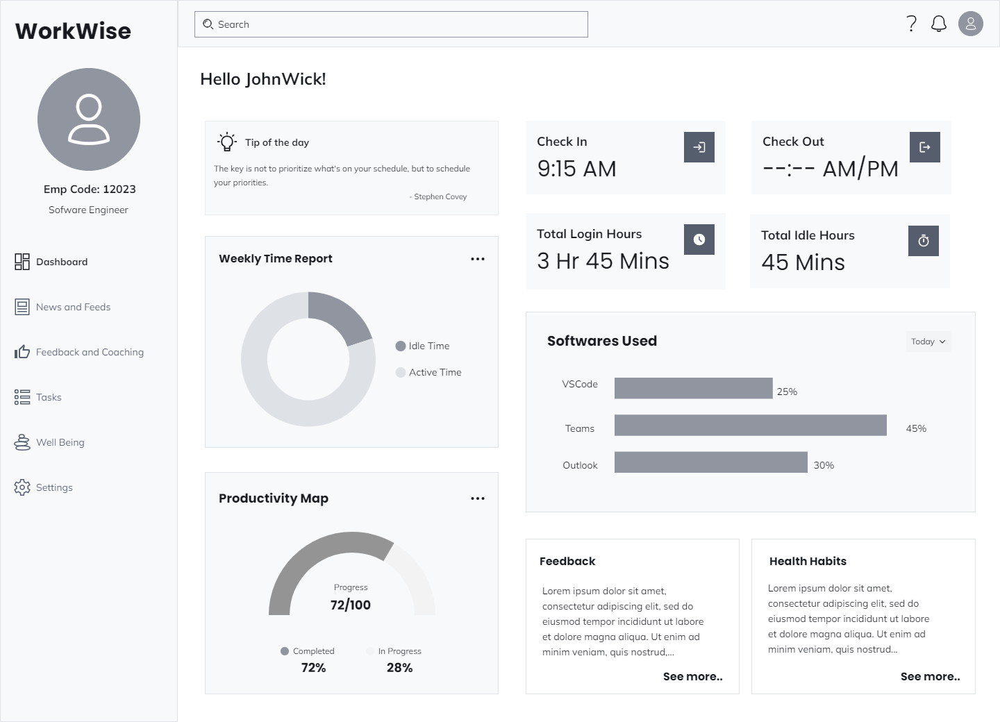 WorkWise
Emp Code: 12023
Sofware Engineer
Dashboard
News and Feeds
Feedback and Coaching
Tasks
Well Being
Settings
Search
Hello JohnWick!
Tip of the day
The key is not to prioritize what's on your schedule, but to schedule
your priorities.
- Stephen Covey
Check In
9:15 AM
Check Out
--:-- AM/PM
Total Login Hours
3 Hr 45 Mins
Total Idle Hours
45 Mins
Weekly Time Report
Idle Time
Active Time
Softwares Used
Today
VSCode
25%
Teams
45%
Outlook
30%
Productivity Map
Progress
72/100
Completed
72%
In Progress
28%
Feedback
Lorem ipsum dolor sit amet,
consectetur adipiscing elit, sed do
eiusmod tempor incididunt ut labore
et dolore magna aliqua. Ut enim ad
minim veniam, quis nostrud,...
See more..
Health Habits
Lorem ipsum dolor sit amet,
consectetur adipiscing elit, sed do
eiusmod tempor incididunt ut labore
et dolore magna aliqua. Ut enim ad
minim veniam, quis nostrud...
See more..